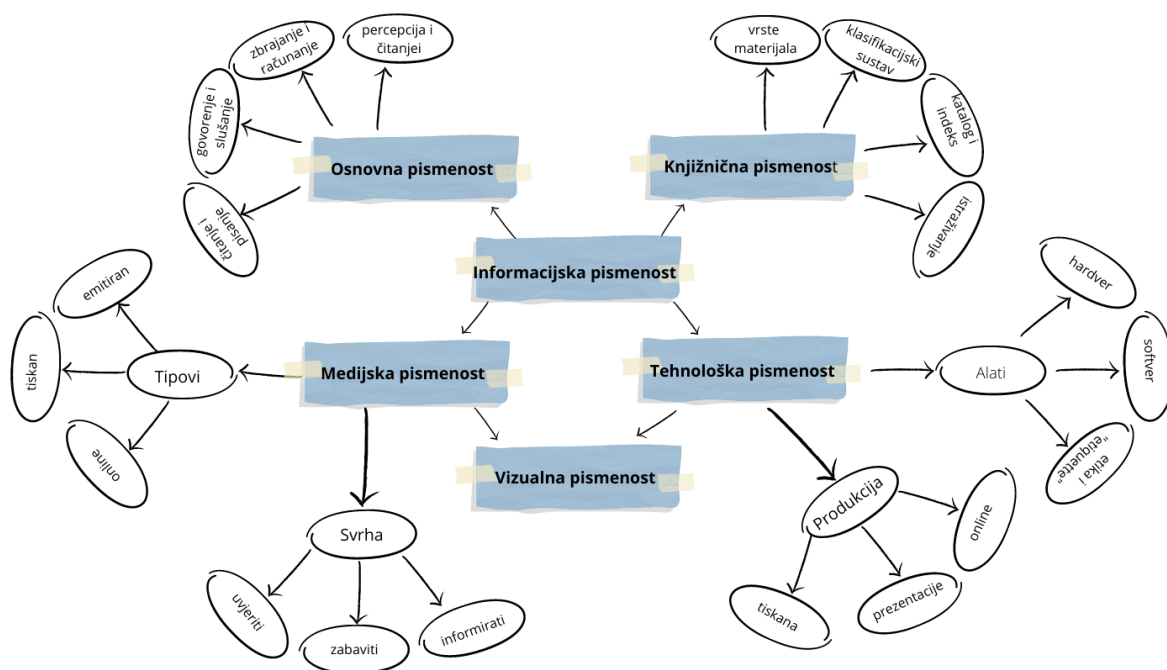 percepcija i
čitanjei
zbrajanje i
računanje
govorenje i
slušanje
čitanje i
pisanje
Osnovna pismenost
vrste
materijala
klasifikacijski
sustav
katalog i
indeks
istraživanje
Knjižnična pismenost
Informacijska pismenost
emitiran
tiskan
online
Tipovi
Medijska pismenost
Tehnološka pismenost
Alati
hardver
softver
etika i
"etiquette"
Vizualna pismenost
Svrha
uvjeriti
zabaviti
informirati
Produkcija
online
prezentacije
tiskana